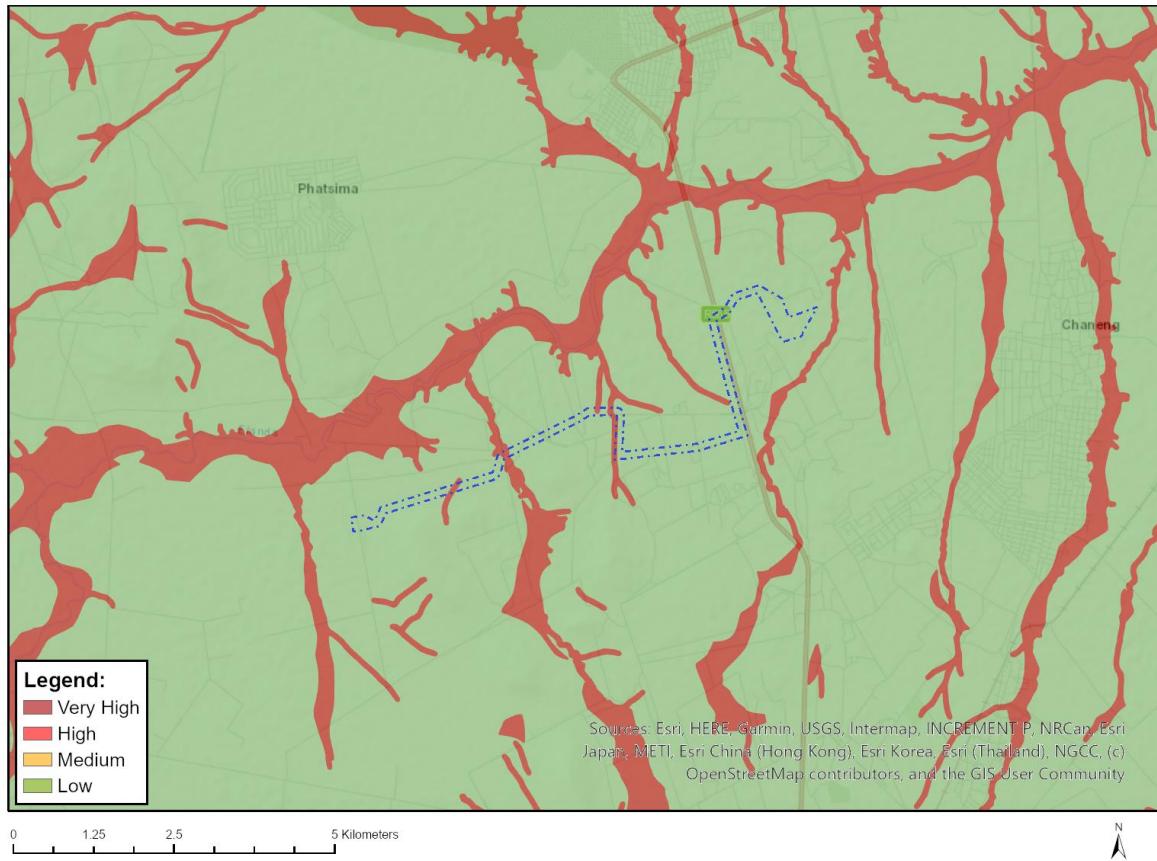 Phatsima
Chaneng
Elands
Legend:
Very High
High
Medium
Low
Sources: Esri, HERE, Garmin, USGS, Intermap, INCREMENT P, NRCan, Esri
Japan, METI, Esri China (Hong Kong), Esri Korea, Esri (Thailand), NGCC, (c)
OpenStreetMap contributors, and the GIS User Community
0 1.25 2.5 5 Kilometers
N